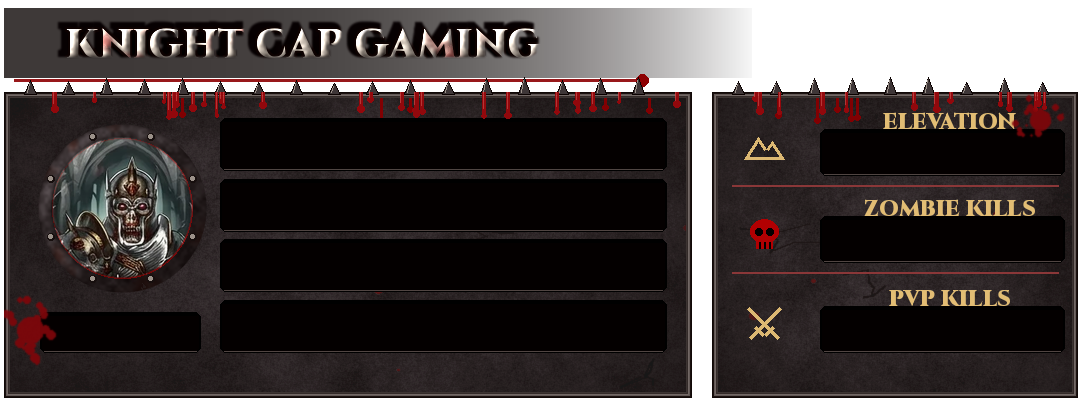 KNIGHT CAP GAMING
ELEVATION
ZOMBIE KILLS
PVP KILLS